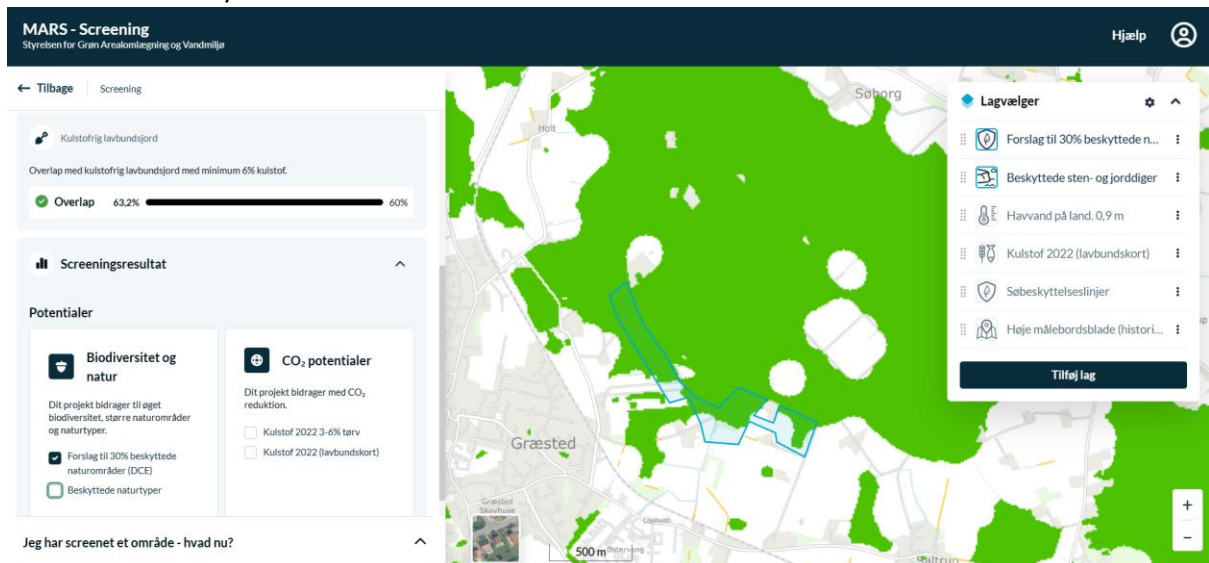 MARS - Screening
Styrelsen for Grøn Arealomlægning og Vandmiljø
Hjælp
← Tilbage
Screening
Kulstofrig lavbundsjord
Overlap med kulstofrig lavbundsjord med minimum 6% kulstof.
Overlap 63,2% 60%
Screeningsresultat
Potentialer
Biodiversitet og
natur
Dit projekt bidrager til øget
biodiversitet, større naturområder
og naturtyper.
Forslag til 30% beskyttede
naturområder (DCE)
Beskyttede naturtyper
CO₂ potentialer
Dit projekt bidrager med CO₂
reduktion.
Kulstof 2022 3-6% tørv
Kulstof 2022 (lavbundskort)
Jeg har screenet et område - hvad nu?
Søborg
Holt
Græsted
Græsted
Skovhuse
Saltrup
500 m
Lagvælger
Forslag til 30% beskyttede n...
Beskyttede sten- og jorddiger
Havvand på land. 0,9 m
Kulstof 2022 (lavbundskort)
Søbeskyttelseslinjer
Høje målebordsblade (histori...
Tilføj lag
+
−